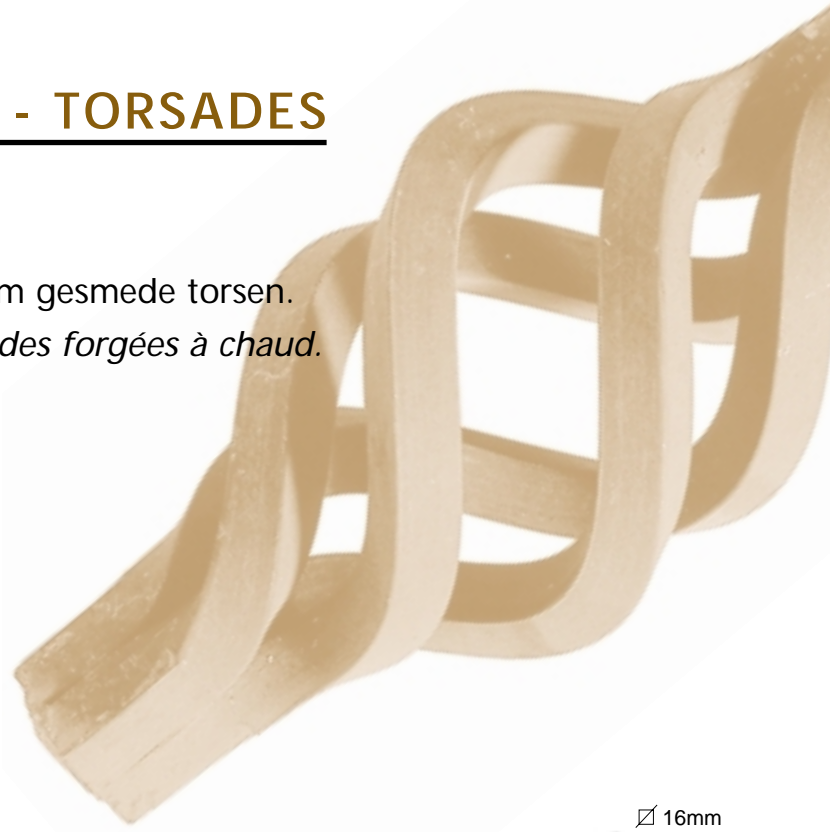 - TORSADES
m gesmede torsen.
des forgées à chaud.
⌀ 16mm